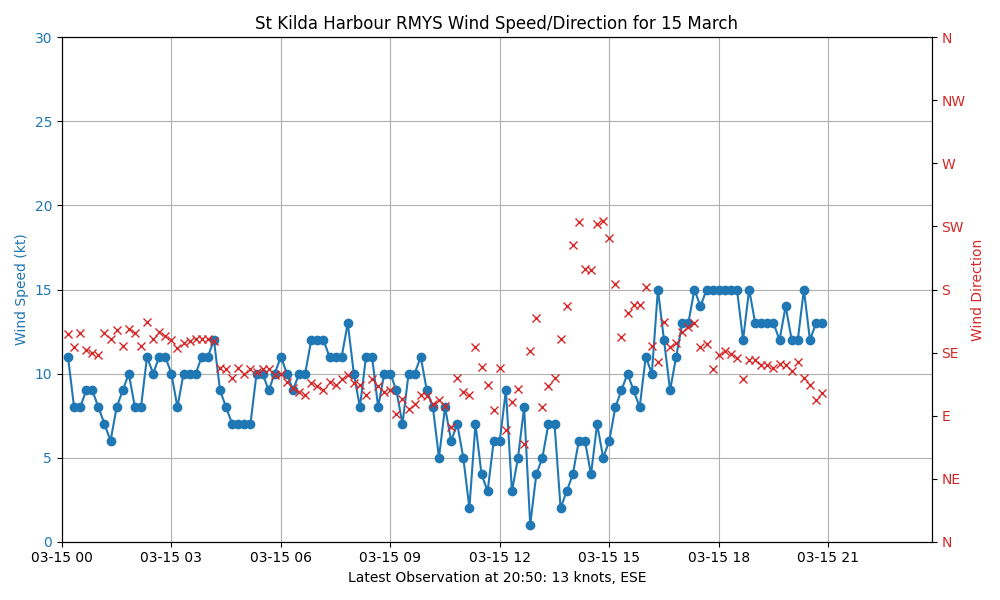 St Kilda Harbour RMYS Wind Speed/Direction for 15 March
30
25
20
15
10
5
0
Wind Speed (kt)
N
NW
W
SW
S
SE
E
NE
N
Wind Direction
03-15 00
03-15 03
03-15 06
03-15 09
03-15 12
03-15 15
03-15 18
03-15 21
Latest Observation at 20:50: 13 knots, ESE